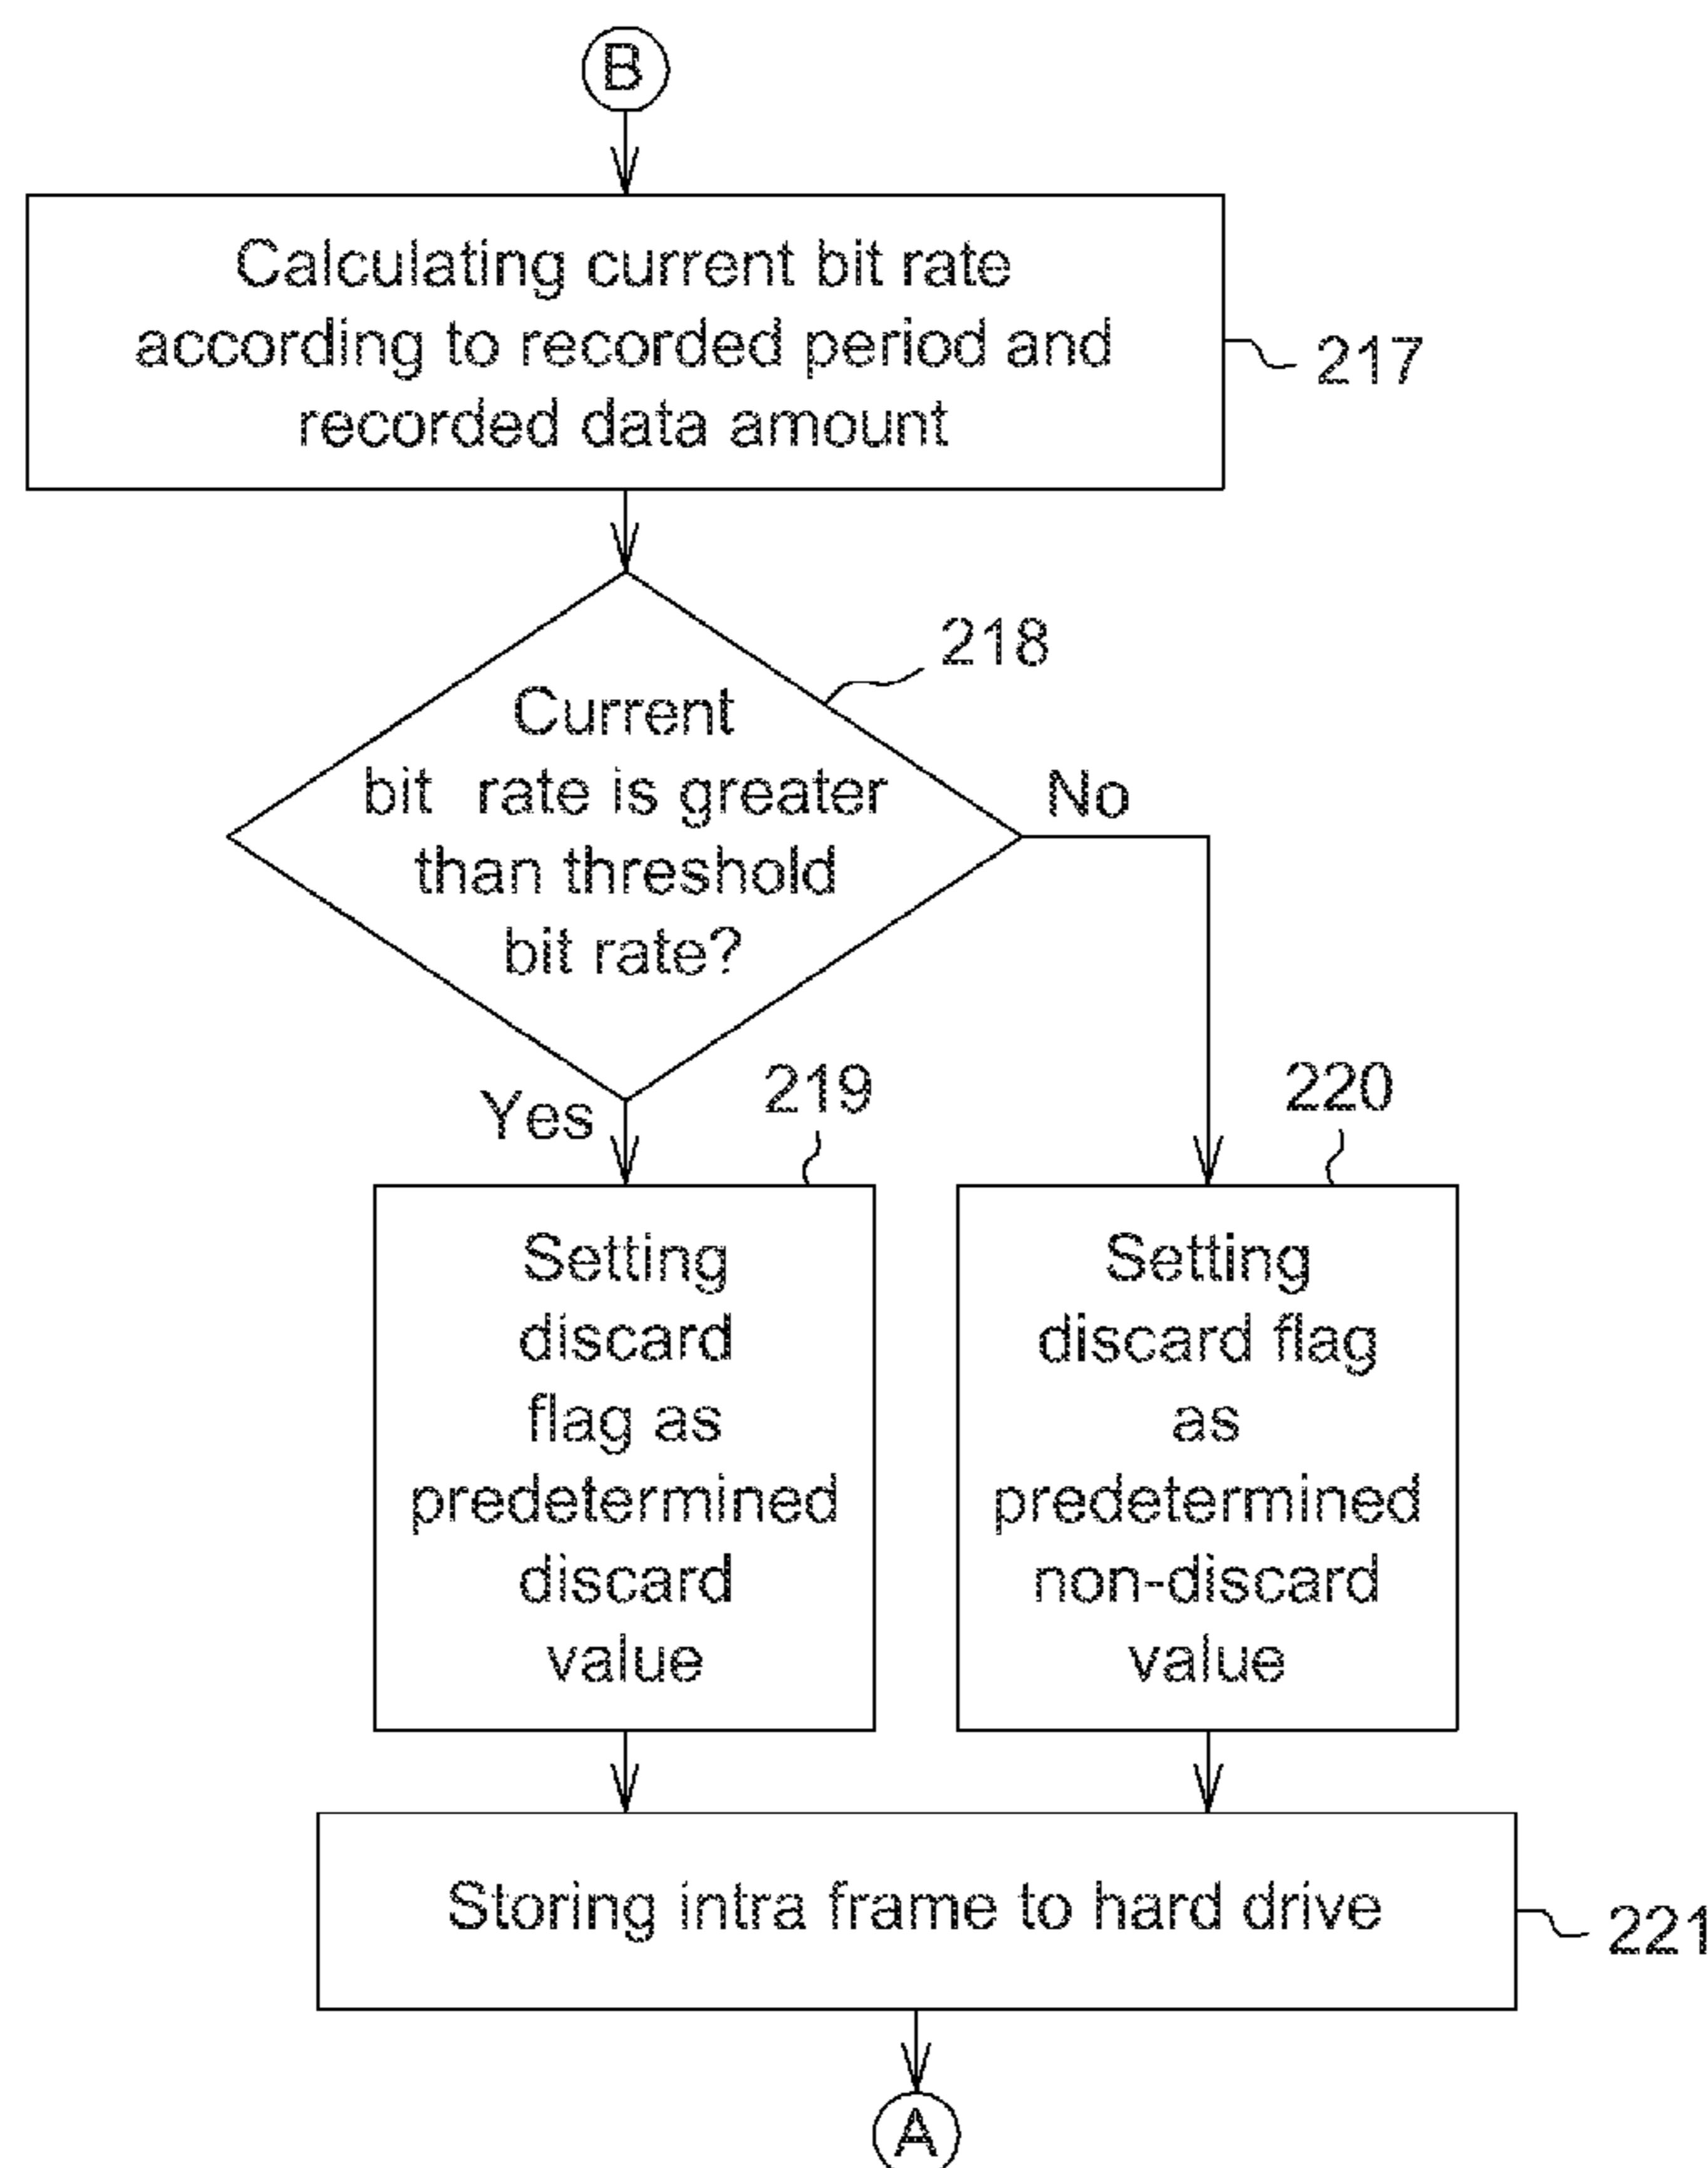 B
Calculating current bit rate
according to recorded period and
recorded data amount
217
218
Current
bit rate is greater
than threshold
bit rate?
No
Yes
219
220
Setting
discard
flag as
predetermined
discard
value
Setting
discard flag
as
predetermined
non-discard
value
Storing intra frame to hard drive
221
A